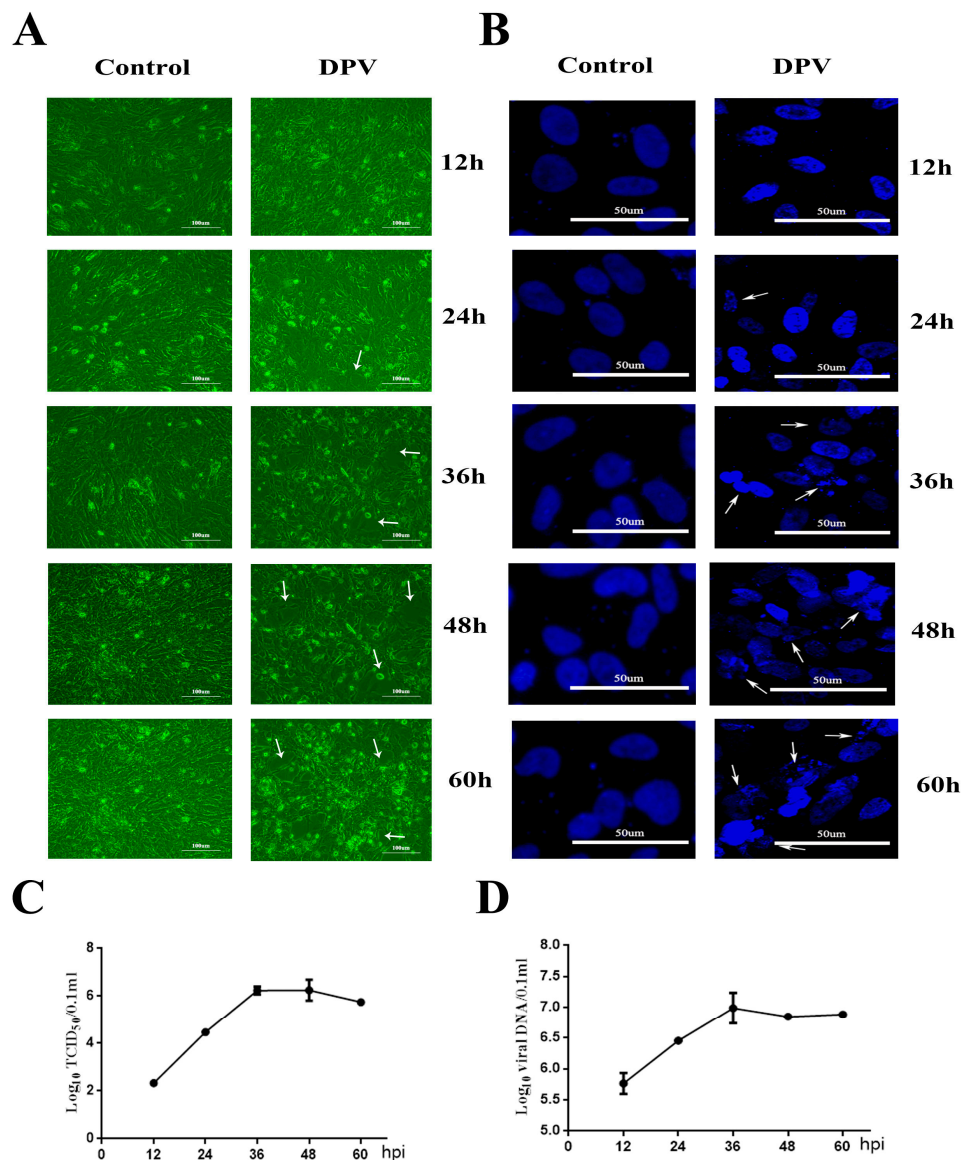 A
B
Control DPV
Control DPV
100um 100um 12h
50um 50um 12h
100um 100um 24h
50um 50um 24h
100um 100um 36h
50um 50um 36h
100um 100um 48h
50um 50um 48h
100um 100um 60h
50um 50um 60h
C
D
Log10 TCID50/0.1ml
8
6
4
2
0
0 12 24 36 48 60 hpi
Log10 viral DNA/0.1ml
8.0
7.5
7.0
6.5
6.0
5.5
5.0
0 12 24 36 48 60 hpi